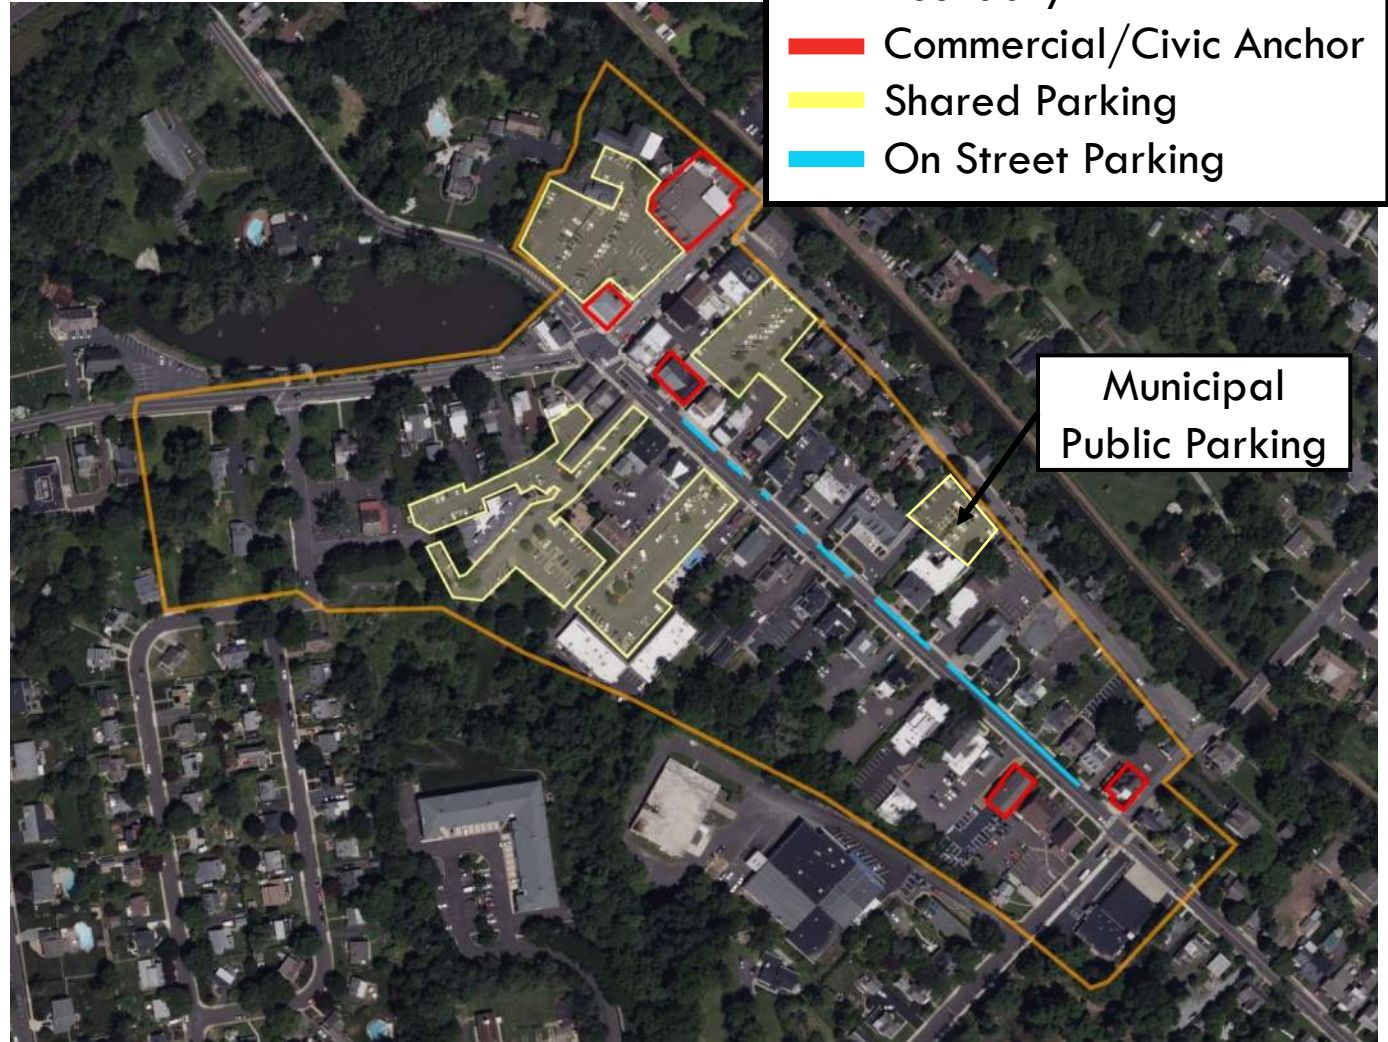 Commercial/Civic Anchor
Shared Parking
On Street Parking
Municipal
Public Parking